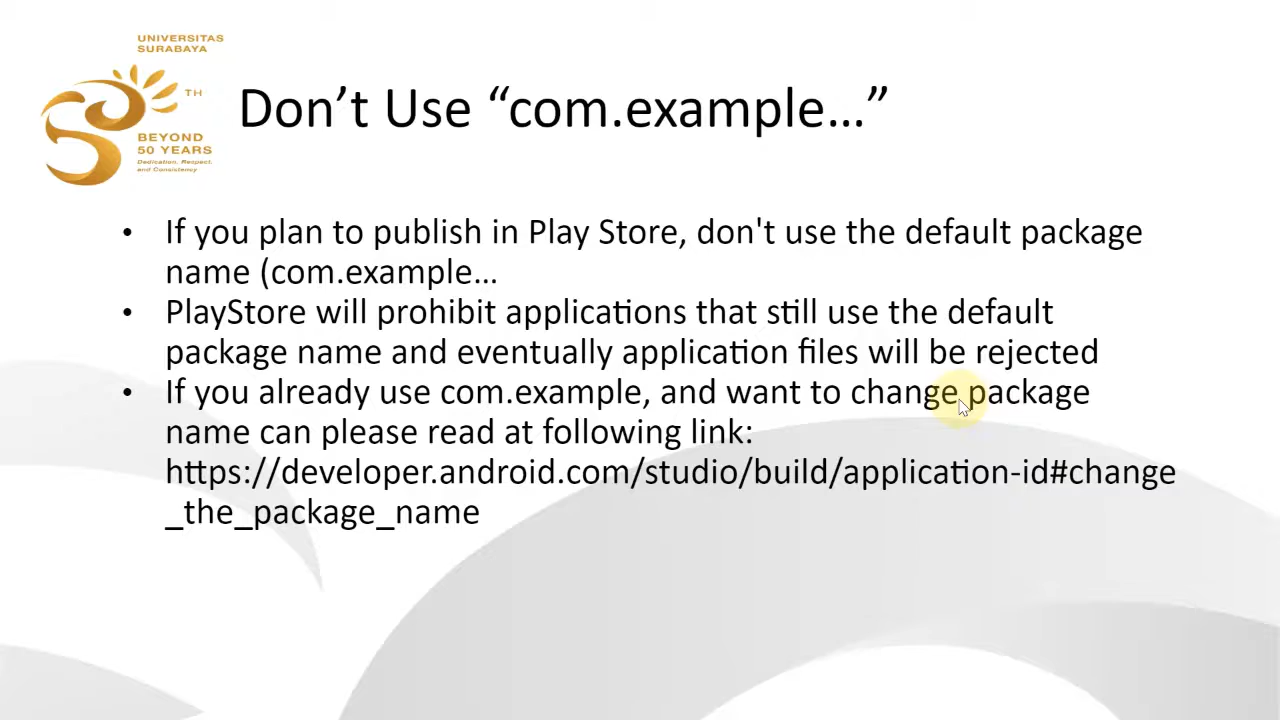 UNIVERSITAS
SURABAYA
TH
BEYOND
50 YEARS
Dedication, Respect,
and Consistency
Don’t Use “com.example…”
• If you plan to publish in Play Store, don't use the default package
name (com.example…
• PlayStore will prohibit applications that still use the default
package name and eventually application files will be rejected
• If you already use com.example, and want to change package
name can please read at following link:
https://developer.android.com/studio/build/application-id#change
_the_package_name